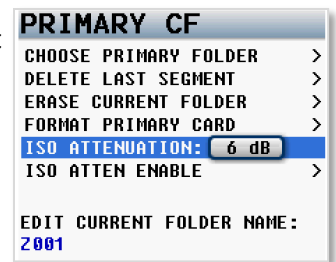 PRIMARY CF
CHOOSE PRIMARY FOLDER >
DELETE LAST SEGMENT >
ERASE CURRENT FOLDER >
FORMAT PRIMARY CARD >
ISO ATTENUATION: 6 dB
ISO ATTEN ENABLE >
EDIT CURRENT FOLDER NAME:
Z001